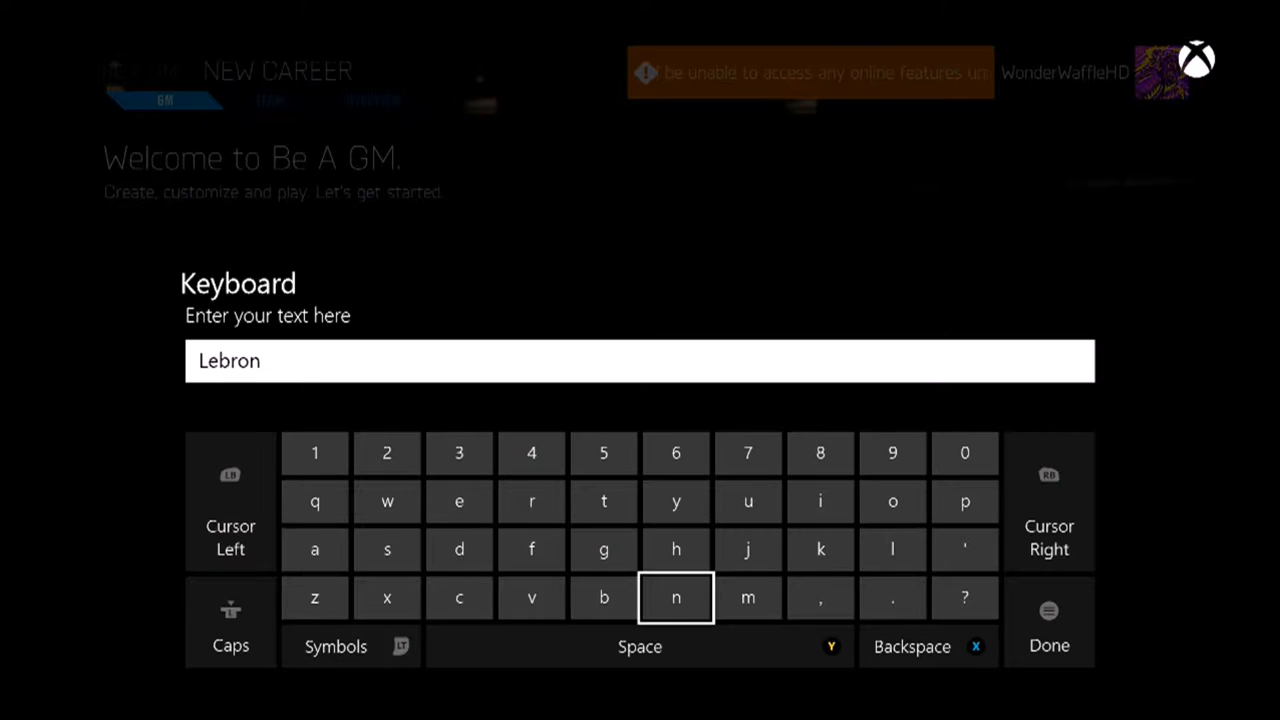 NEW CAREER
be unable to access any online features un
WonderWaffleHD
GM
Welcome to Be A GM.
Create, customize and play. Let's get started.
Keyboard
Enter your text here
Lebron
LB
Cursor
Left
1 2 3 4 5 6 7 8 9 0
RB
Cursor
Right
q w e r t y u i o p
a s d f g h j k l '
z x c v b n m , . ?
Caps
Symbols LT
Space Y
Backspace X
Done